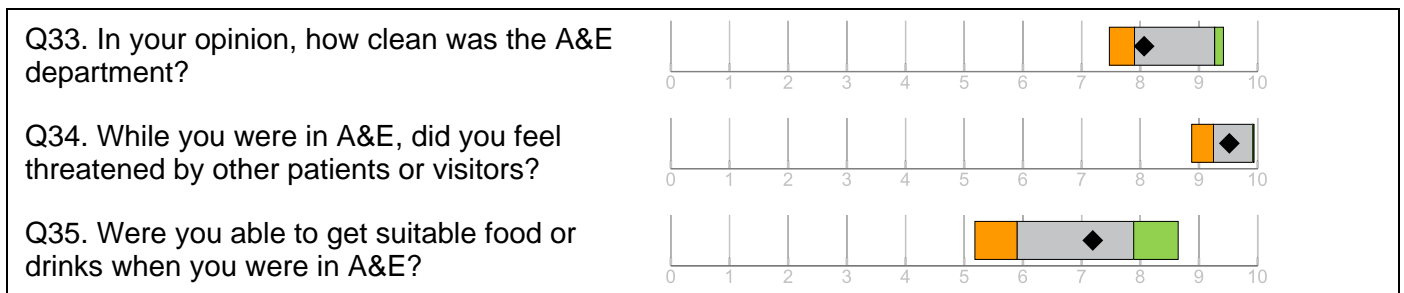 Q33. In your opinion, how clean was the A&E
department?
0 1 2 3 4 5 6 7 8 9 10
Q34. While you were in A&E, did you feel
threatened by other patients or visitors?
0 1 2 3 4 5 6 7 8 9 10
Q35. Were you able to get suitable food or
drinks when you were in A&E?
0 1 2 3 4 5 6 7 8 9 10